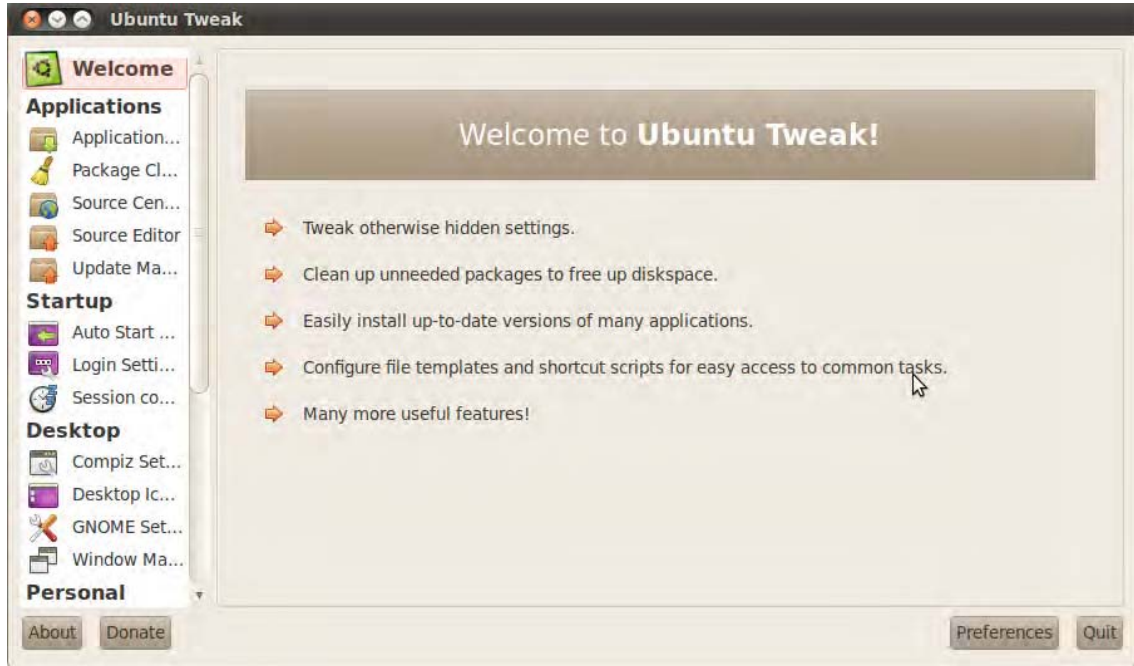 Ubuntu Tweak
Welcome
Applications
Application...
Package Cl...
Source Cen...
Source Editor
Update Ma...
Startup
Auto Start ...
Login Setti...
Session co...
Desktop
Compiz Set...
Desktop Ic...
GNOME Set...
Window Ma...
Personal
Welcome to Ubuntu Tweak!
Tweak otherwise hidden settings.
Clean up unneeded packages to free up diskspace.
Easily install up-to-date versions of many applications.
Configure file templates and shortcut scripts for easy access to common tasks.
Many more useful features!
About
Donate
Preferences
Quit